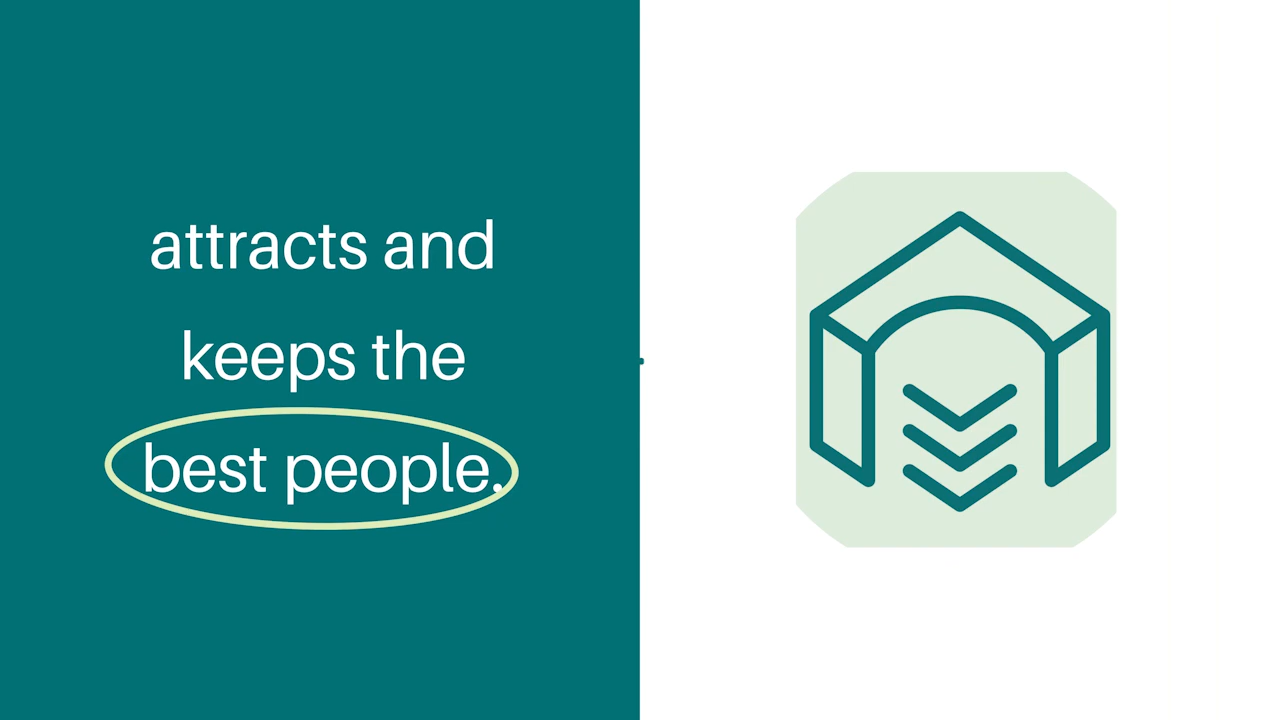 attracts and
keeps the
best people.